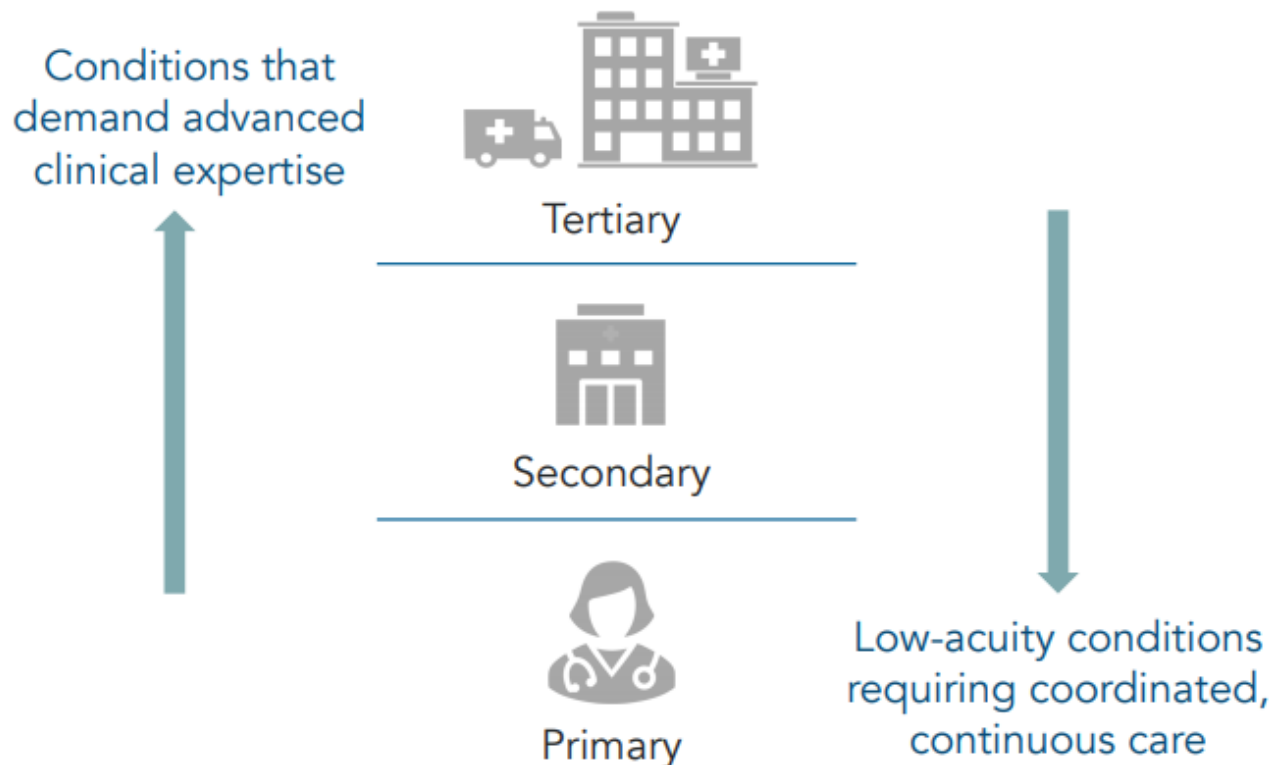 Conditions that
demand advanced
clinical expertise
Tertiary
Secondary
Primary
Low-acuity conditions
requiring coordinated,
continuous care